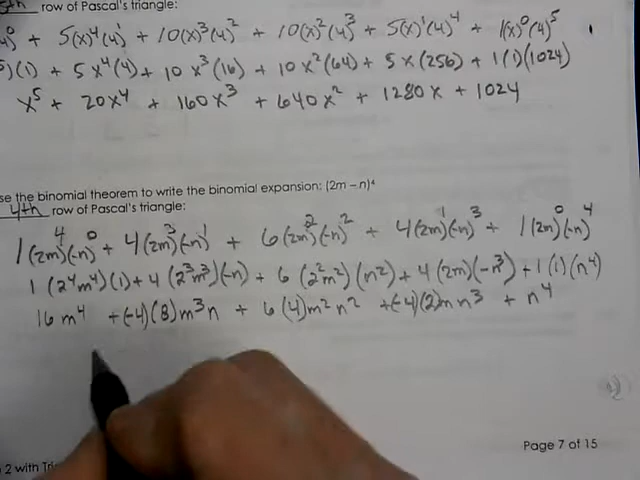 row of Pascal's triangle:
4)⁰ + 5(x)⁴(4)¹ + 10(x)³(4)² + 10(x)²(4)³ + 5(x)¹(4)⁴ + 1(x)⁰(4)⁵
)(1) + 5x⁴(4) + 10x³(16) + 10x²(64) + 5x(256) + 1(1)(1024)
x⁵ + 20x⁴ + 160x³ + 640x² + 1280x + 1024
se the binomial theorem to write the binomial expansion: (2m – n)⁴
4th row of Pascal's triangle:
1(2m)⁴(-n)⁰ + 4(2m)³(-n)¹ + 6(2m)²(-n)² + 4(2m)¹(-n)³ + 1(2m)⁰(-n)⁴
1(2⁴m⁴)(1) + 4(2³m³)(-n) + 6(2²m²)(n²) + 4(2m)(-n³) + 1(1)(n⁴)
16m⁴ + (-4)(8)m³n + 6(4)m²n² + (-4)(2)mn³ + n⁴
Page 7 of 15
2 with Tri